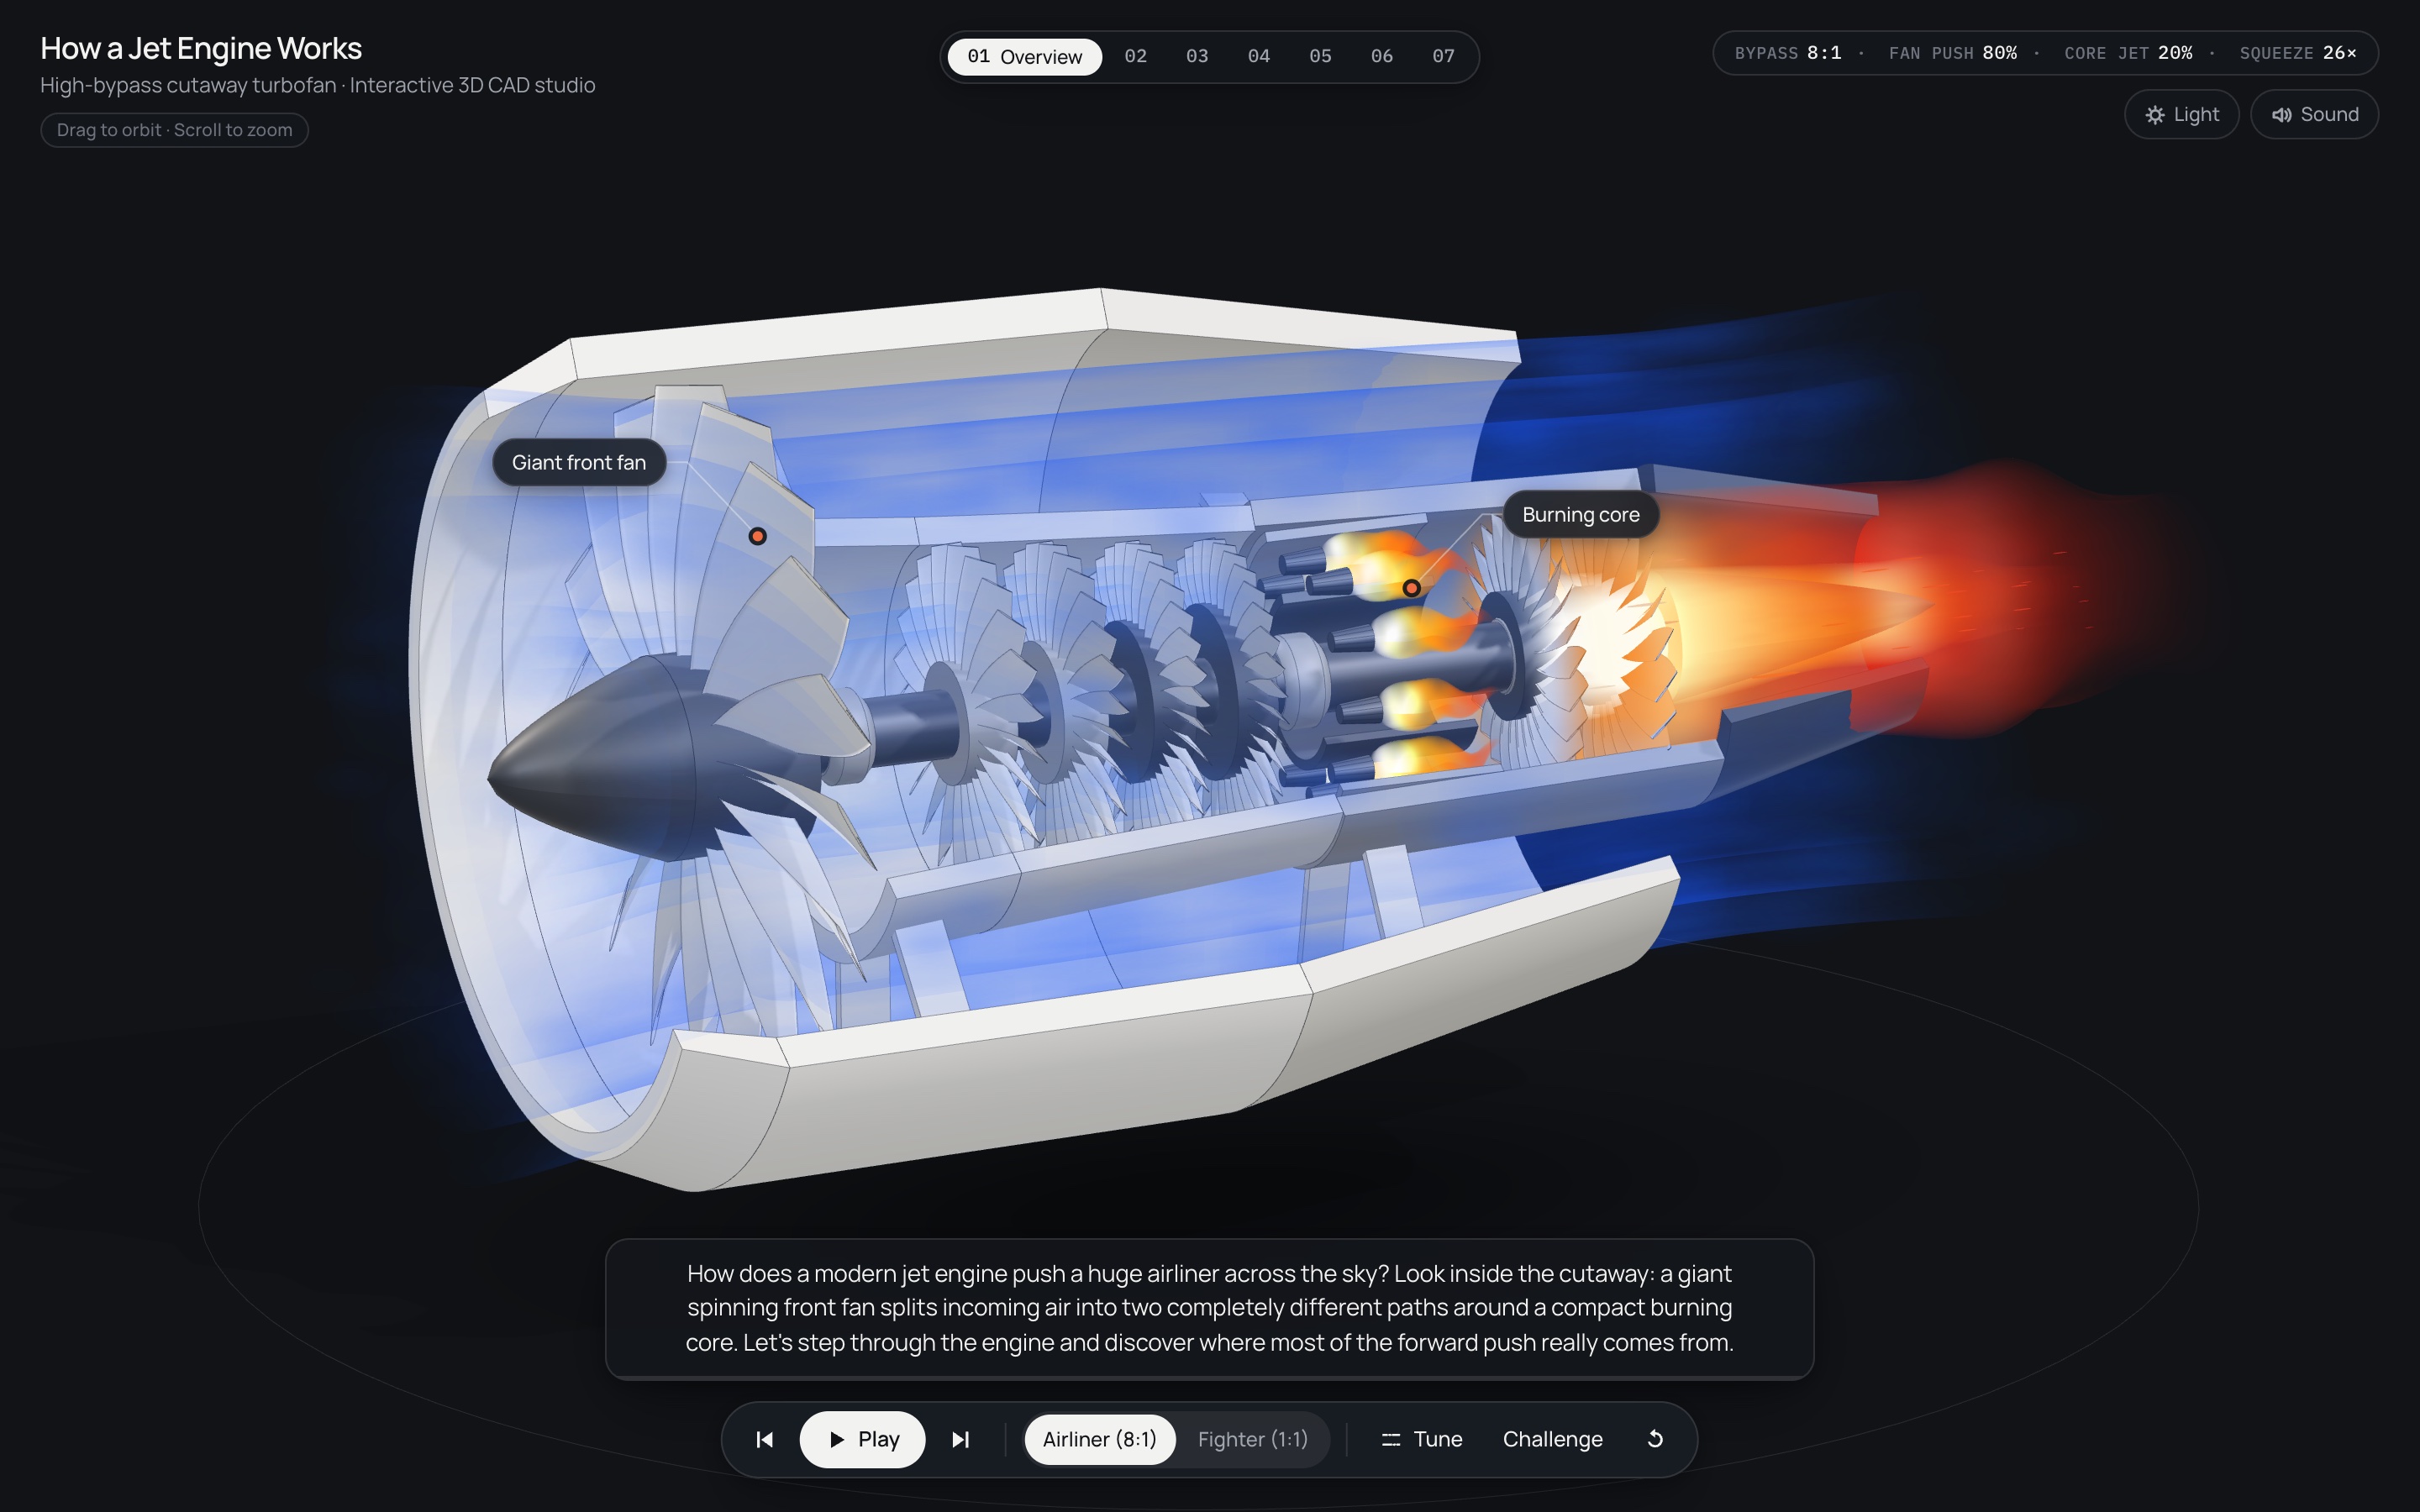 How a Jet Engine Works
High-bypass cutaway turbofan · Interactive 3D CAD studio
Drag to orbit · Scroll to zoom
01 Overview 02 03 04 05 06 07
BYPASS 8:1 · FAN PUSH 80% · CORE JET 20% · SQUEEZE 26×
Light Sound
Giant front fan
Burning core
How does a modern jet engine push a huge airliner across the sky? Look inside the cutaway: a giant
spinning front fan splits incoming air into two completely different paths around a compact burning
core. Let's step through the engine and discover where most of the forward push really comes from.
Play Airliner (8:1) Fighter (1:1) Tune Challenge